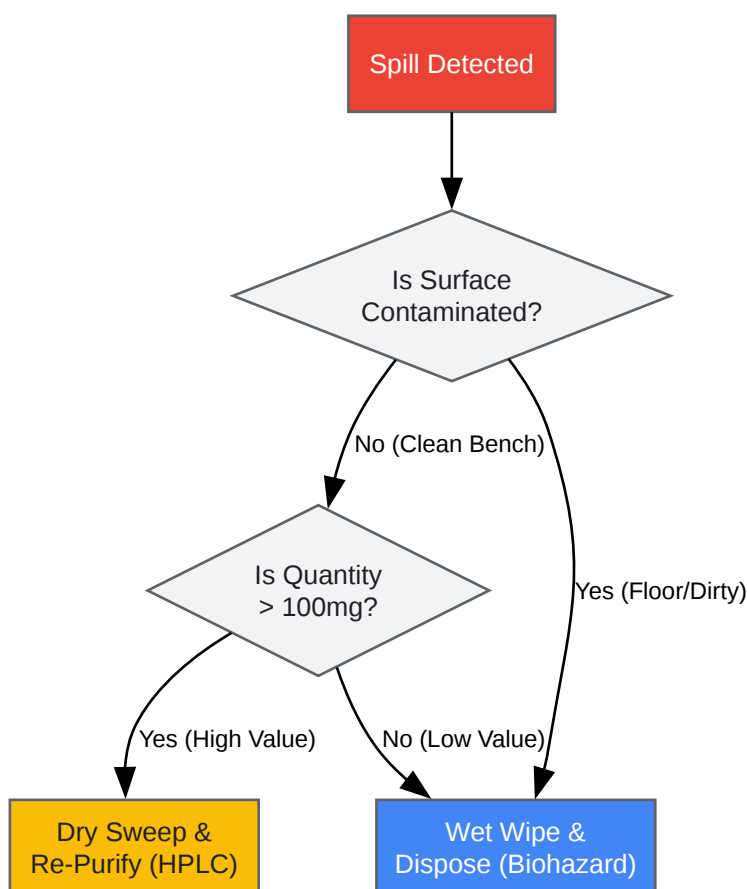 Spill Detected
Is Surface
Contaminated?
No (Clean Bench)
Is Quantity
> 100mg?
Yes (Floor/Dirty)
Yes (High Value)
No (Low Value)
Dry Sweep &
Re-Purify (HPLC)
Wet Wipe &
Dispose (Biohazard)